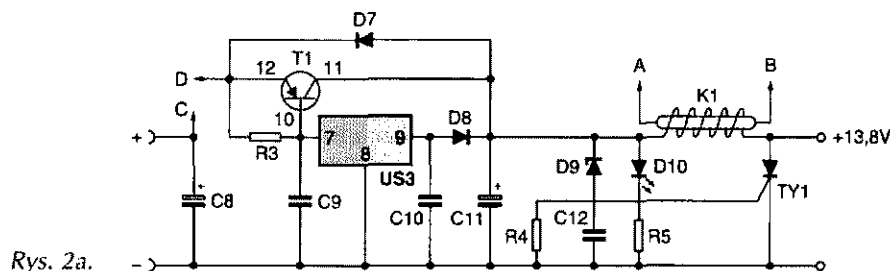 D7
T1
D
12
11
A
B
C
10
K1
+
R3
7
9
D8
+13,8V
8
US3
D9
D10
TY1
+
C8
C9
C10
+
C11
R4
C12
R5
Rys. 2a.
−